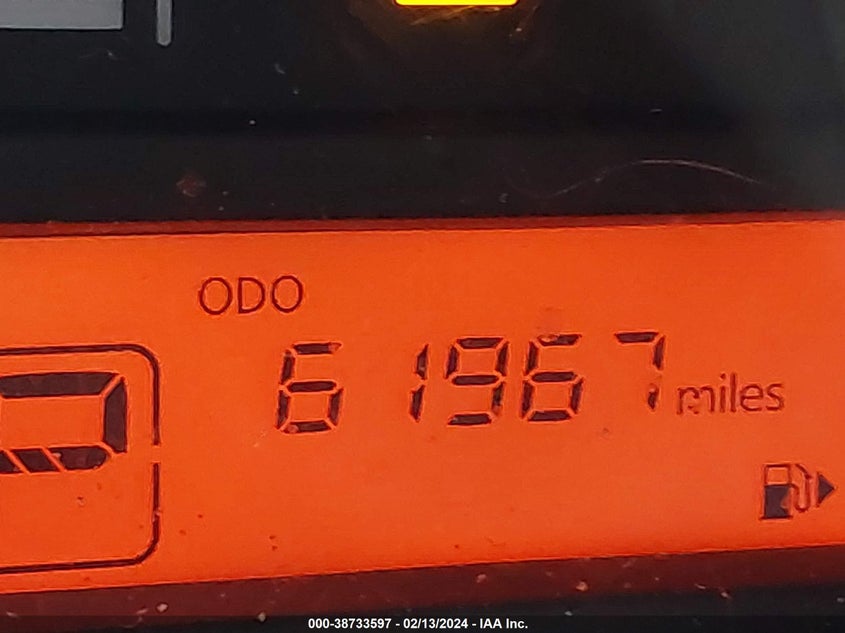 ODO
61967 miles
000-38733597 - 02/13/2024 - IAA Inc.